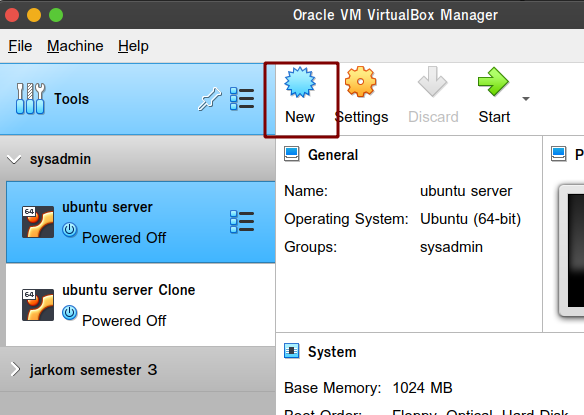 Oracle VM VirtualBox Manager
File Machine Help
Tools
New Settings Discard Start
sysadmin
General
64
ubuntu server
Powered Off
Name: ubuntu server
Operating System: Ubuntu (64-bit)
Groups: sysadmin
64
ubuntu server Clone
Powered Off
jarkom semester 3
System
Base Memory: 1024 MB